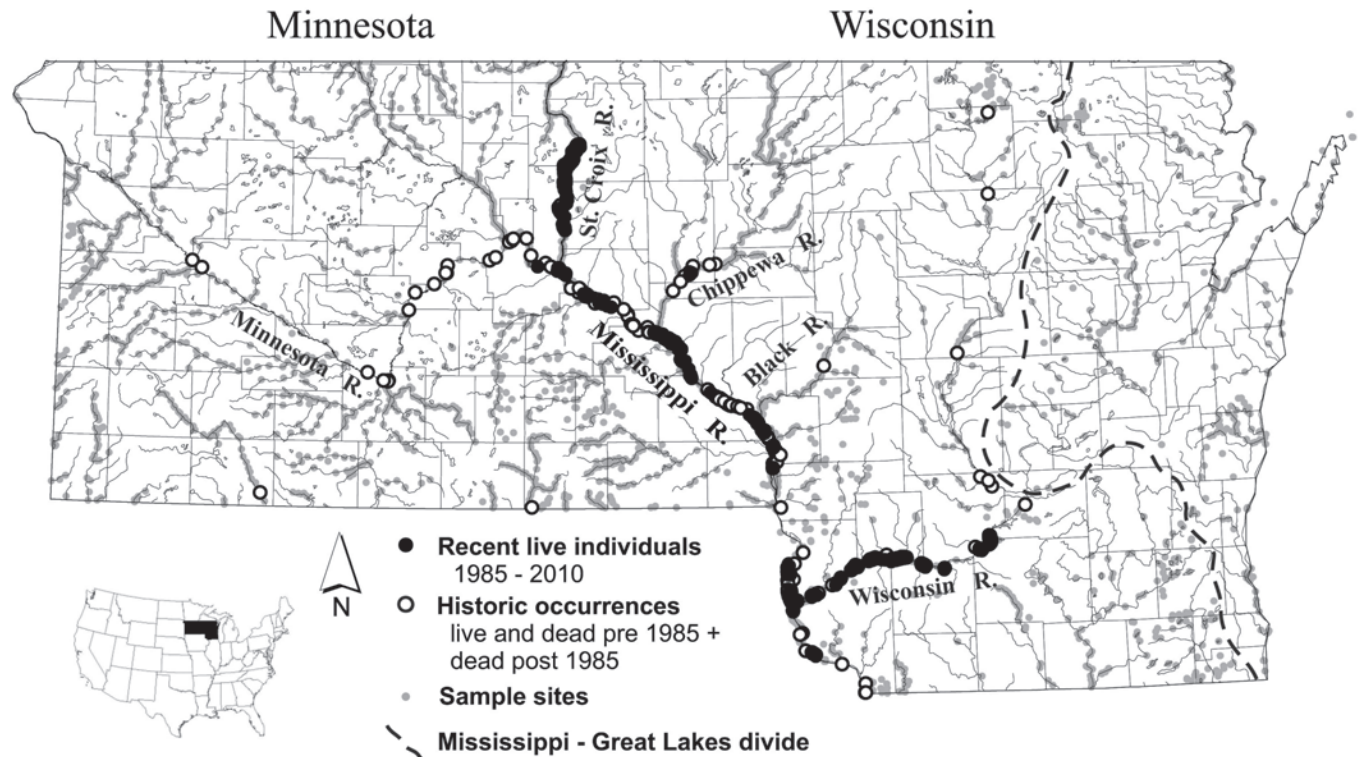 Minnesota
Wisconsin
St. Croix R.
Chippewa R.
Minnesota R.
Mississippi R.
Black R.
Wisconsin R.
N
Recent live individuals
1985 - 2010
Historic occurrences
live and dead pre 1985 +
dead post 1985
Sample sites
Mississippi - Great Lakes divide